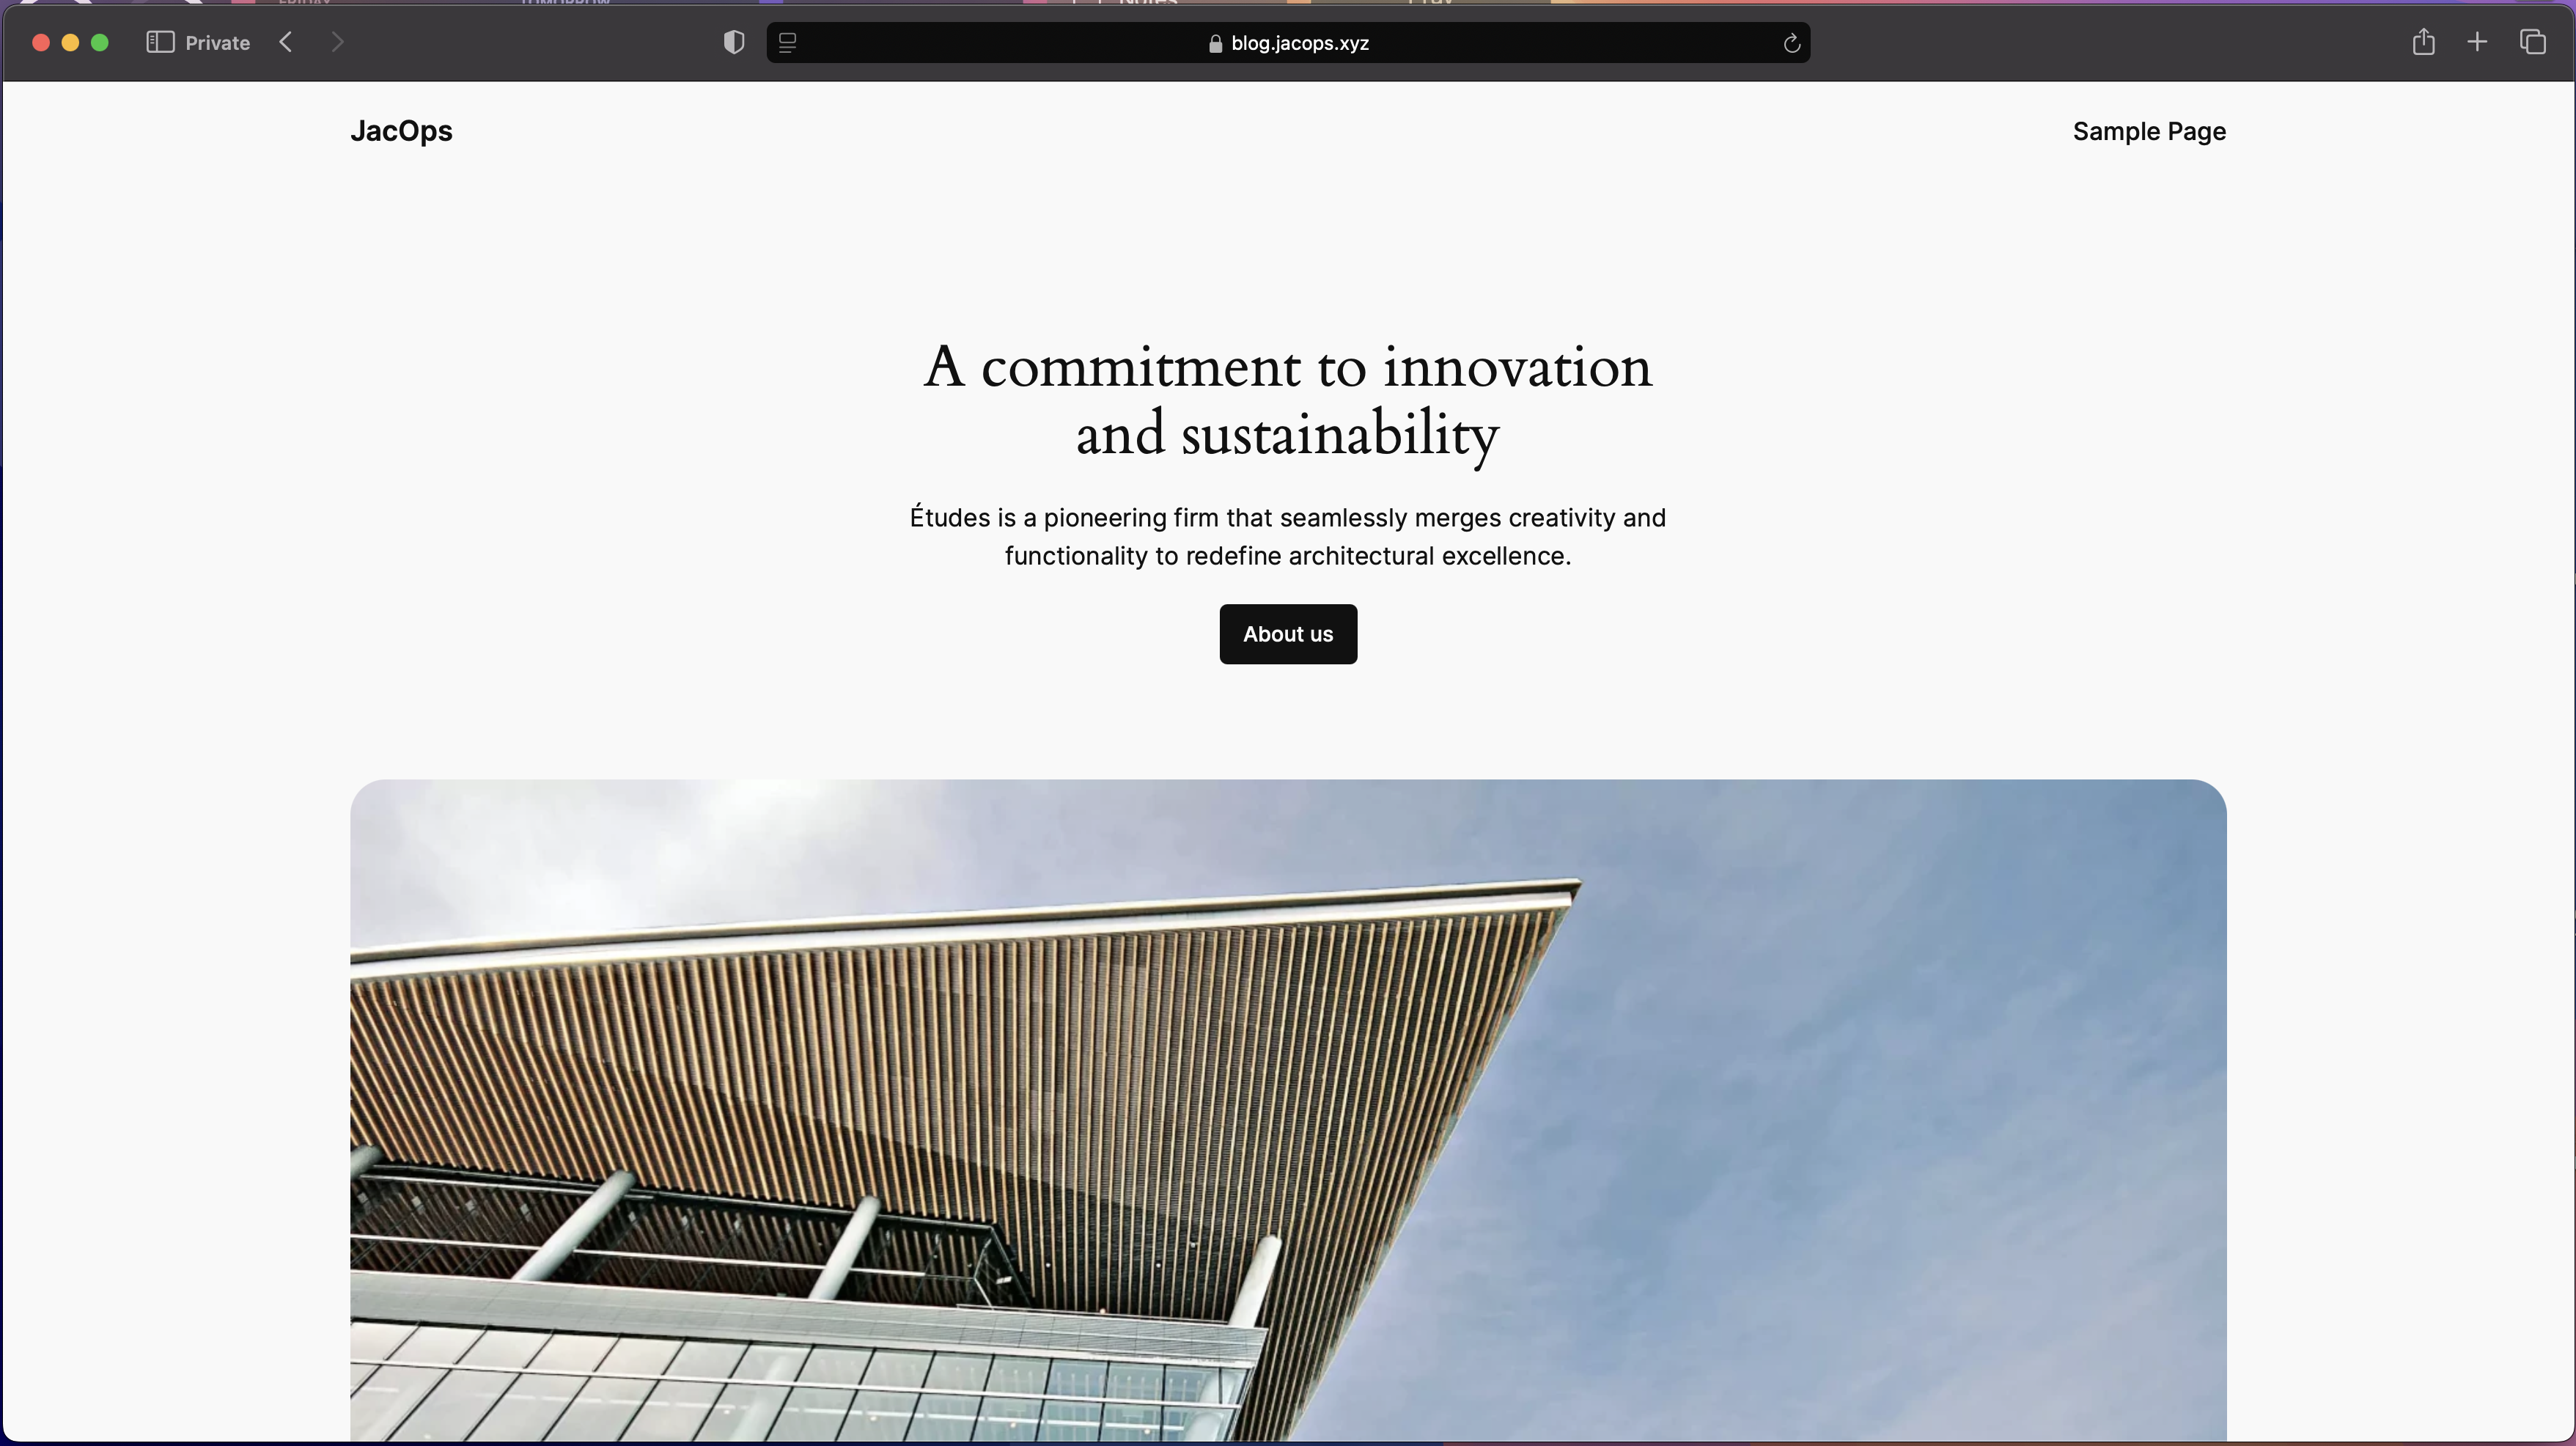 Private
blog.jacops.xyz
JacOps
Sample Page
A commitment to innovation
and sustainability
Études is a pioneering firm that seamlessly merges creativity and
functionality to redefine architectural excellence.
About us